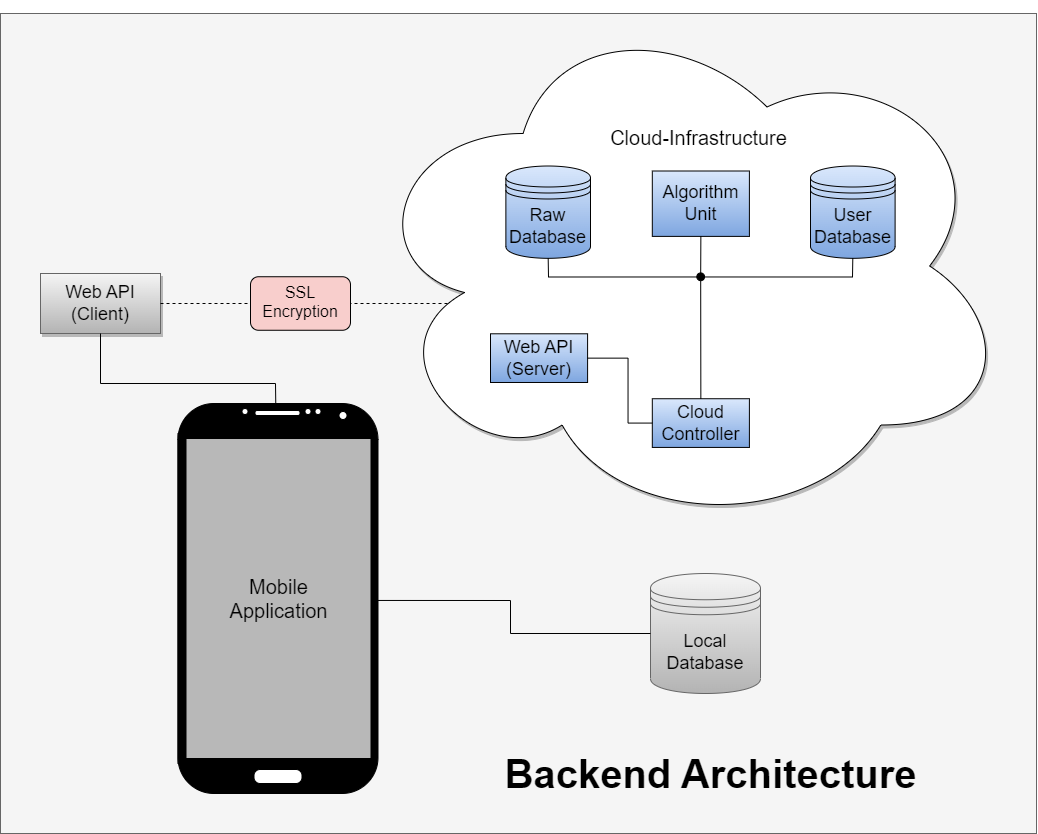 Cloud-Infrastructure
Raw
Database
Algorithm
Unit
User
Database
Web API
(Client)
SSL
Encryption
Web API
(Server)
Cloud
Controller
Mobile
Application
Local
Database
Backend Architecture